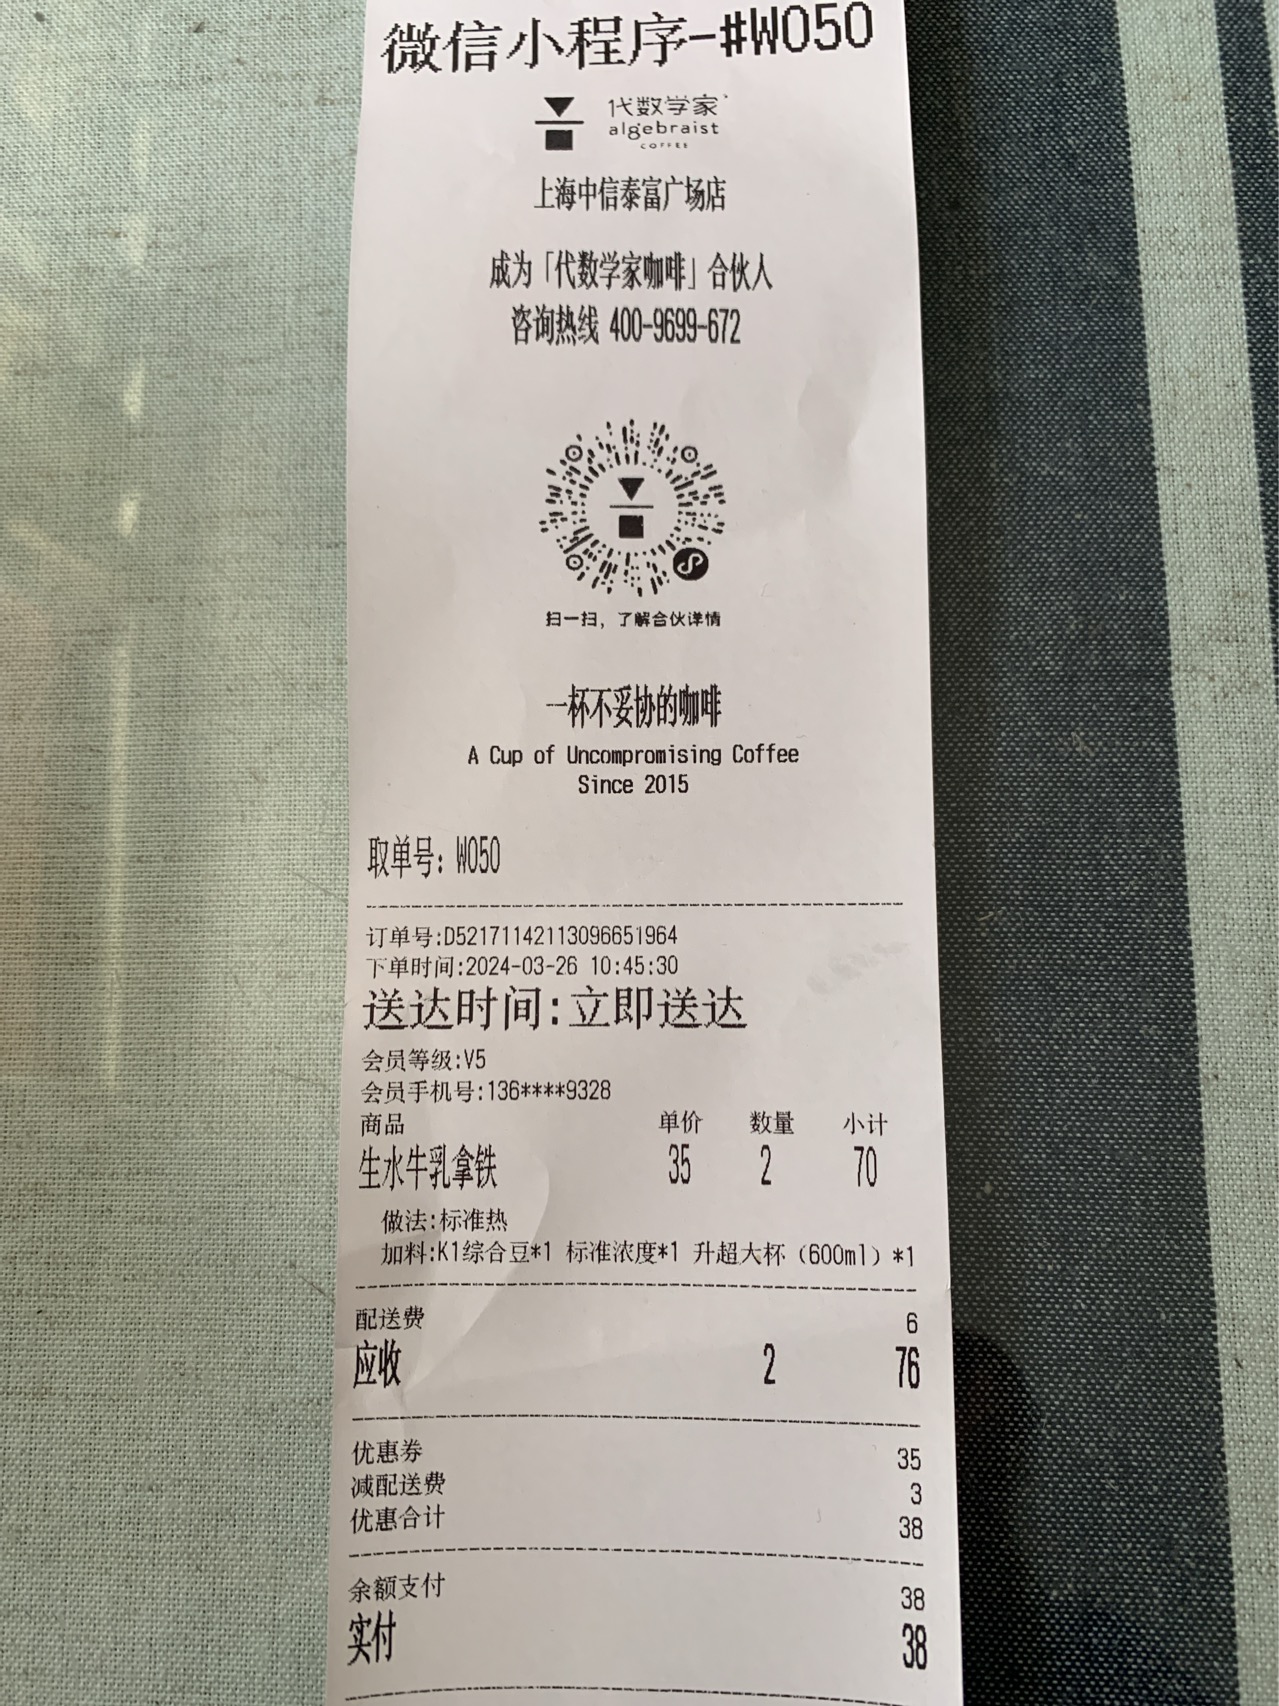 微信小程序-#W050
代数学家
algebraist
COFFEE
上海中信泰富广场店
成为「代数学家咖啡」合伙人
咨询热线 400-9699-672
扫一扫，了解合伙详情
一杯不妥协的咖啡
A Cup of Uncompromising Coffee
Since 2015
取单号：W050
订单号:D521711421130966519​64
下单时间:2024-03-26 10:45:30
送达时间:立即送达
会员等级:V5
会员手机号:136****9328
商品 单价 数量 小计
生水牛乳拿铁 35 2 70
做法:标准热
加料:K1综合豆*1 标准浓度*1 升超大杯（600ml）*1
配送费 6
应收 2 76
优惠券 35
减配送费 3
优惠合计 38
余额支付 38
实付 38